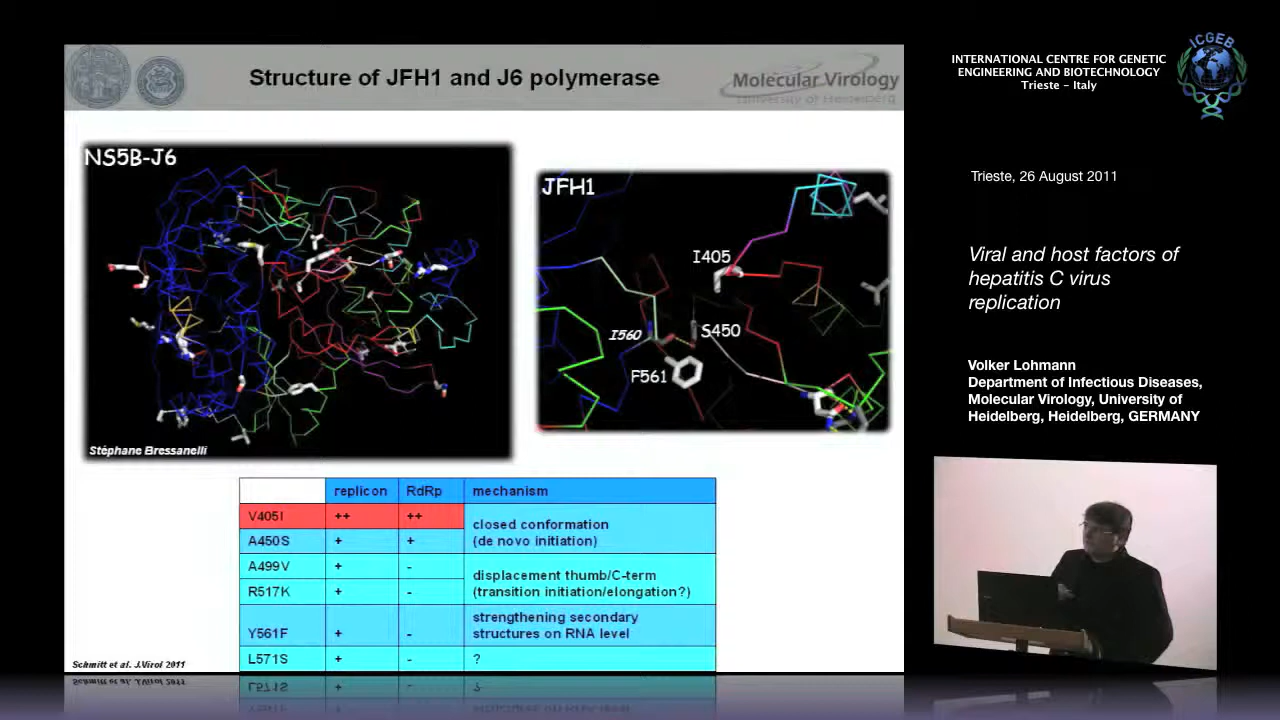 Structure of JFH1 and J6 polymerase
Molecular Virology
University of Heidelberg
NS5B-J6
Stéphane Bressanelli
JFH1
I405
I560
S450
F561
replicon RdRp mechanism
V405I ++ ++
closed conformation
(de novo initiation)
A450S + +
A499V + -
displacement thumb/C-term
(transition initiation/elongation?)
R517K + -
strengthening secondary
structures on RNA level
Y561F + -
L571S + - ?
Schmitt et al. J.Virol 2011
INTERNATIONAL CENTRE FOR GENETIC
ENGINEERING AND BIOTECHNOLOGY
Trieste - Italy
ICGEB
Trieste, 26 August 2011
Viral and host factors of
hepatitis C virus
replication
Volker Lohmann
Department of Infectious Diseases,
Molecular Virology, University of
Heidelberg, Heidelberg, GERMANY